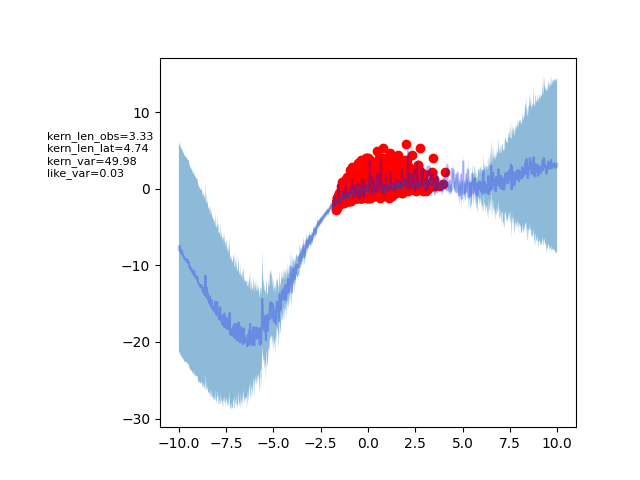 kern_len_obs=3.33
kern_len_lat=4.74
kern_var=49.98
like_var=0.03
10
0
−10
−20
−30
−10.0 −7.5 −5.0 −2.5 0.0 2.5 5.0 7.5 10.0